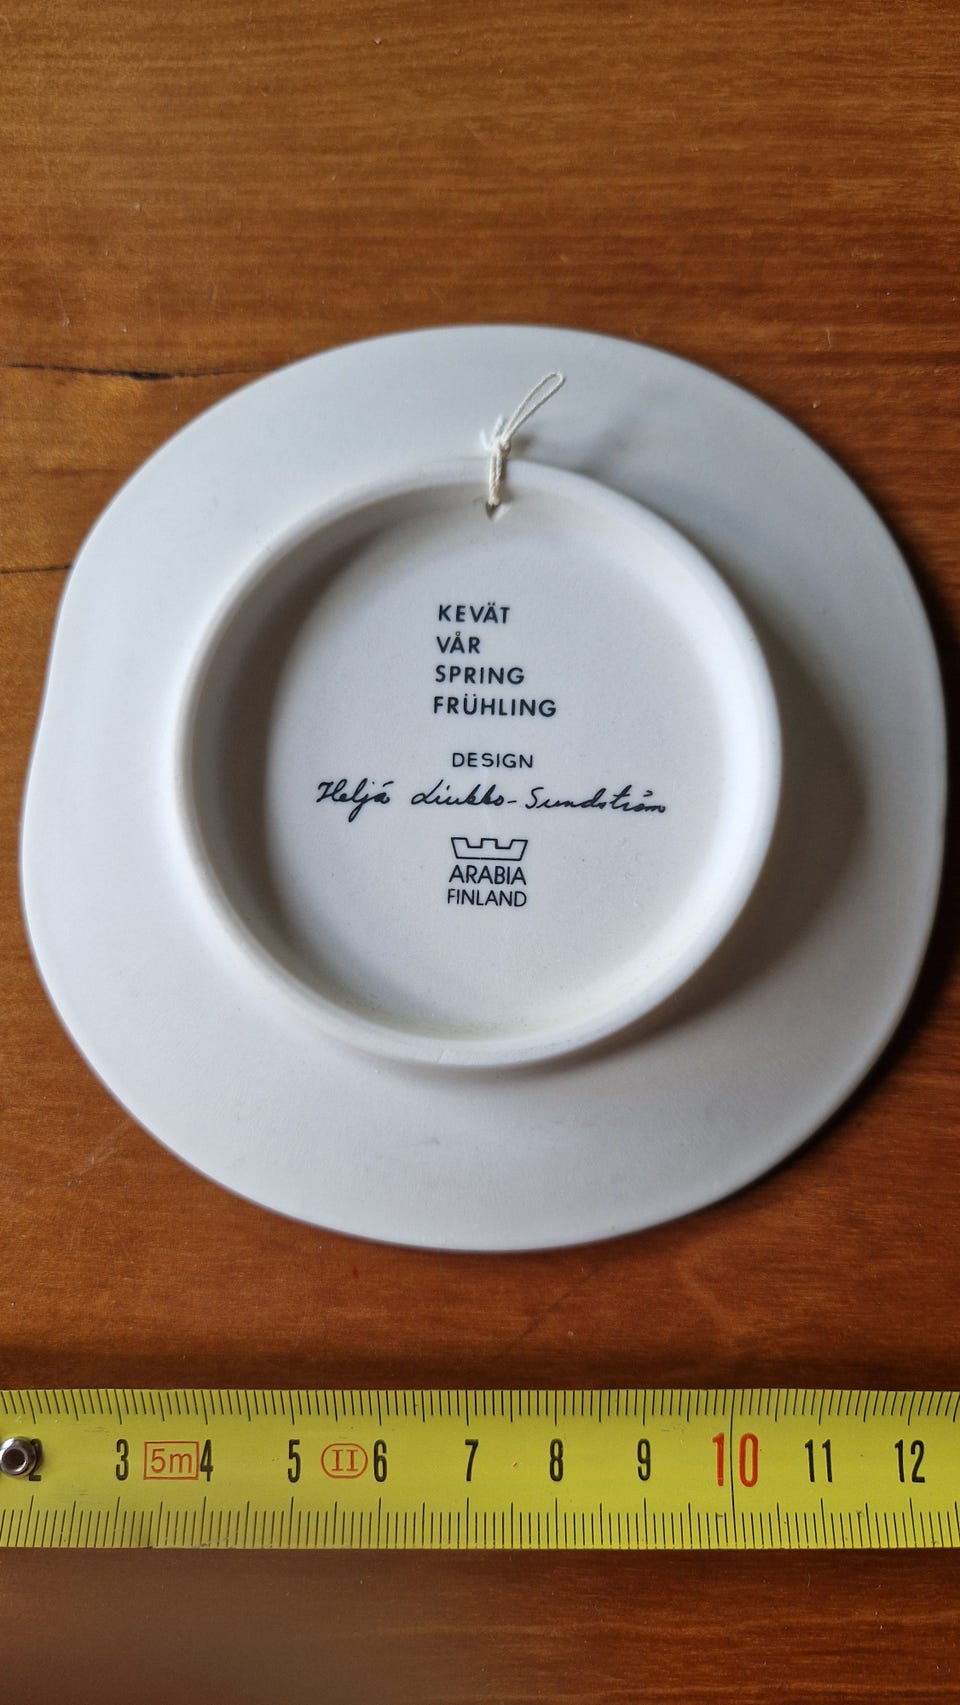 KEVÄT
VÅR
SPRING
FRÜHLING
DESIGN
Heljä Liukko-Sundström
ARABIA
FINLAND
2 3 5m 4 5 II 6 7 8 9 10 11 12